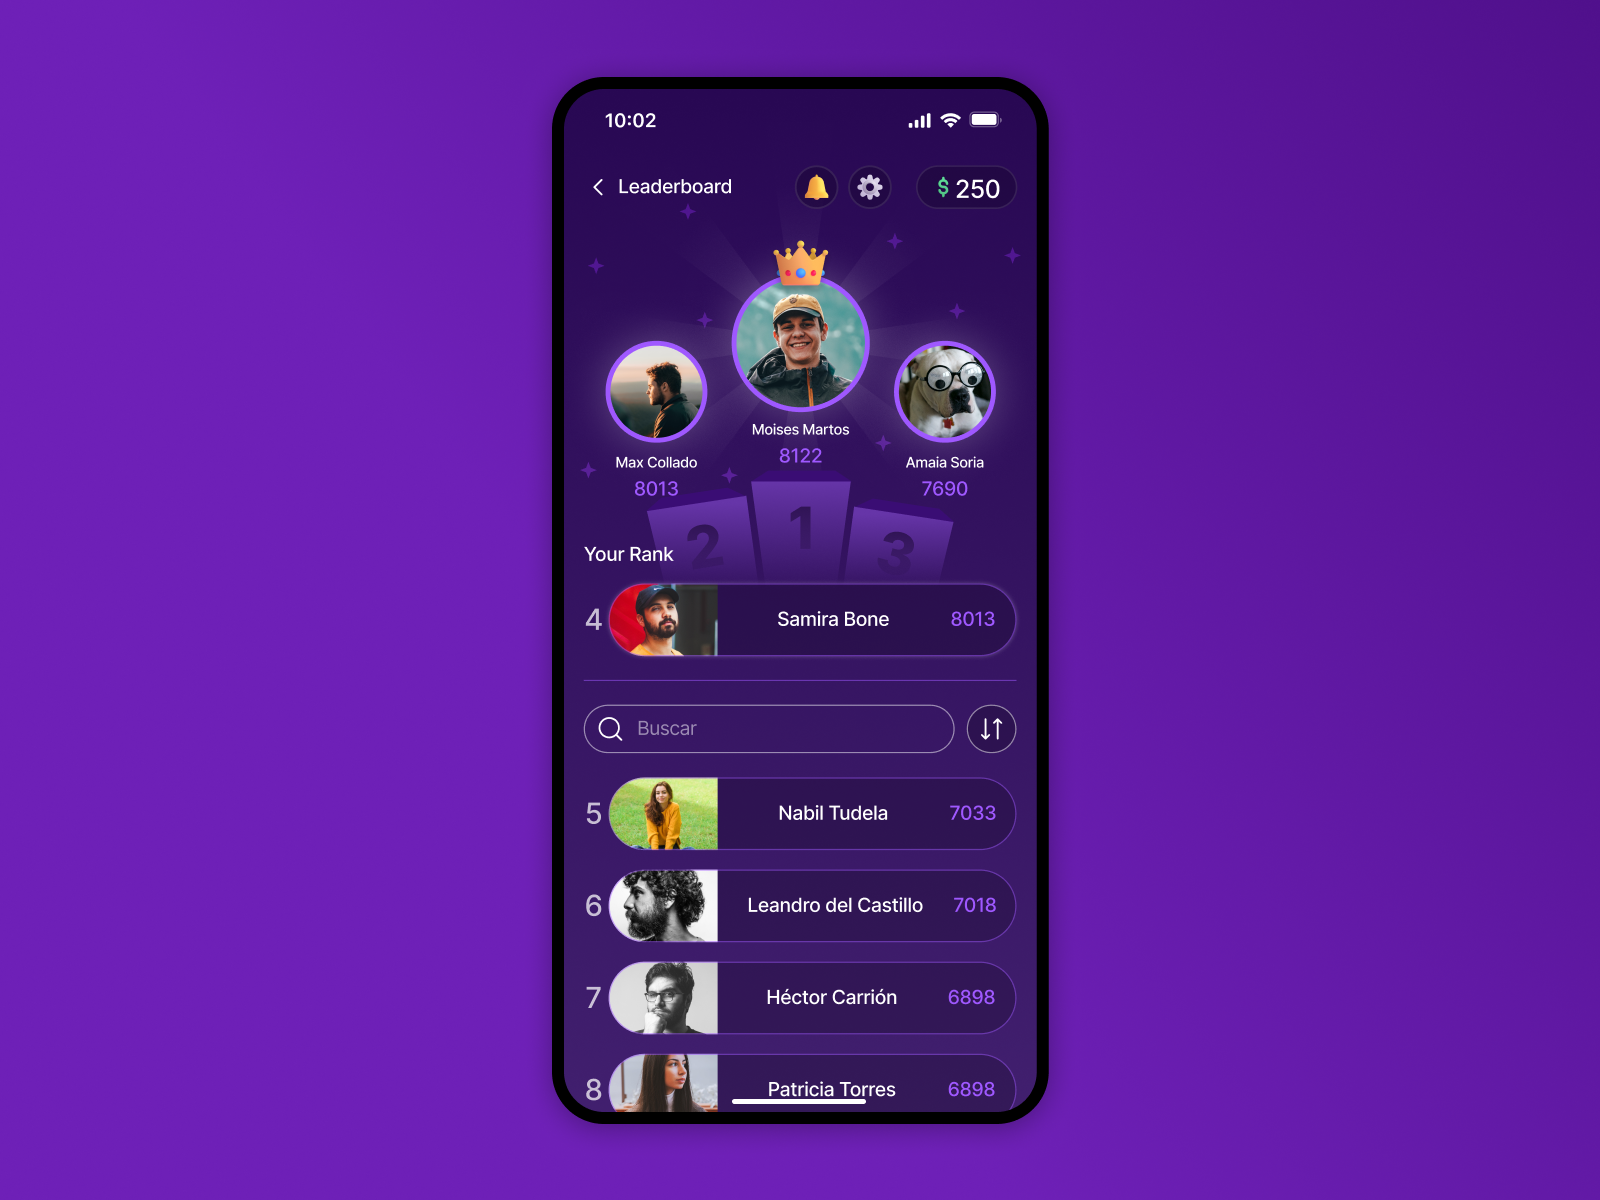 10:02
Leaderboard
$ 250
Moises Martos
8122
Max Collado
8013
Amaia Soria
7690
2
1
3
Your Rank
4 Samira Bone 8013
Buscar
5 Nabil Tudela 7033
6 Leandro del Castillo 7018
7 Héctor Carrión 6898
8 Patricia Torres 6898